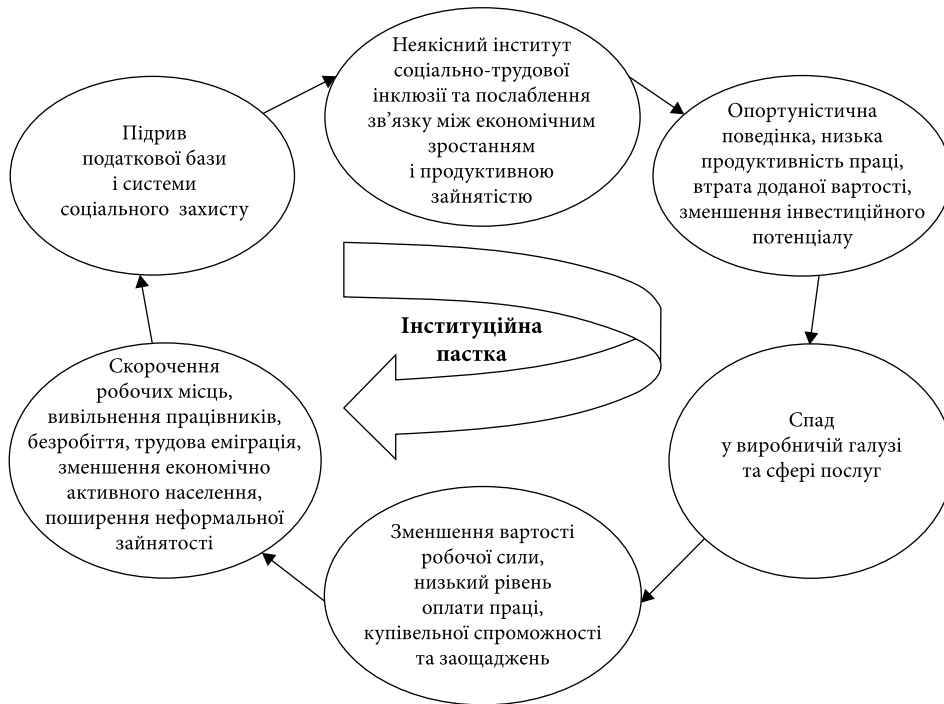 Неякісний інститут
соціально-трудової
інклюзії та послаблення
зв’язку між економічним
зростанням
і продуктивною
зайнятістю
Опортуністична
поведінка, низька
продуктивність праці,
втрата доданої вартості,
зменшення інвестиційного
потенціалу
Спад
у виробничій галузі
та сфері послуг
Зменшення вартості
робочої сили,
низький рівень
оплати праці,
купівельної спроможності
та заощаджень
Скорочення
робочих місць,
вивільнення працівників,
безробіття, трудова еміграція,
зменшення економічно
активного населення,
поширення неформальної
зайнятості
Підрив
податкової бази
і системи
соціального захисту
Інституційна
пастка